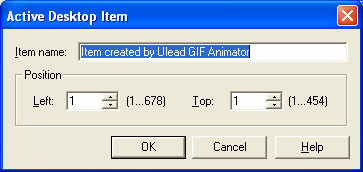 Active Desktop Item
Item name: Item created by Ulead GIF Animator
Position
Left: 1 (1...678) Top: 1 (1...454)
OK Cancel Help